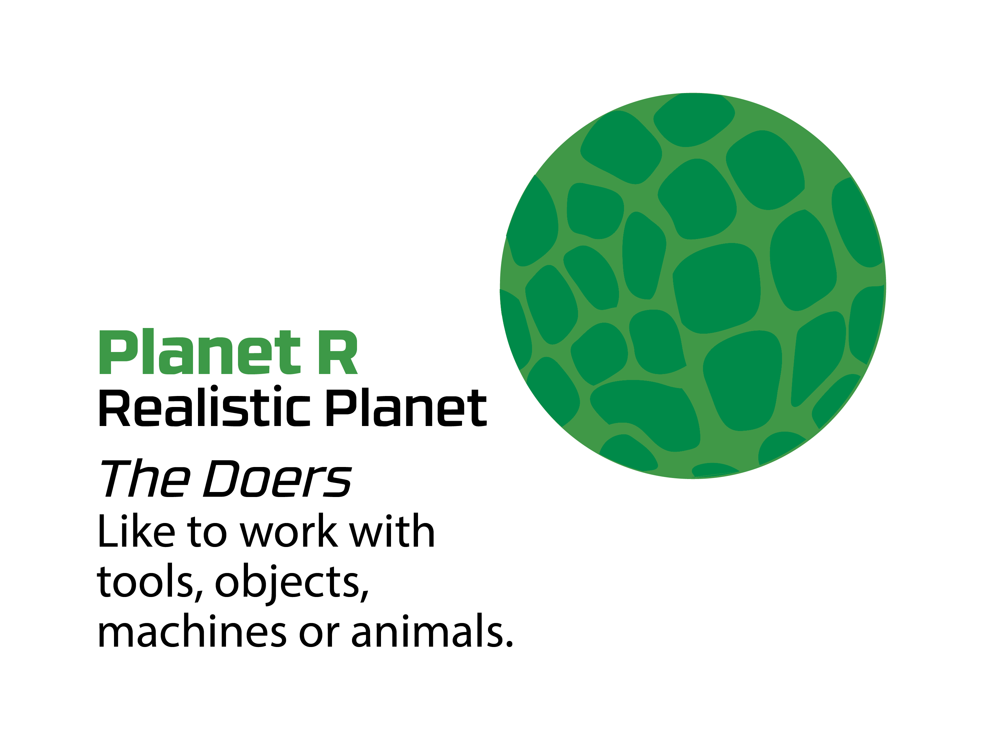 Planet R
Realistic Planet
The Doers
Like to work with
tools, objects,
machines or animals.